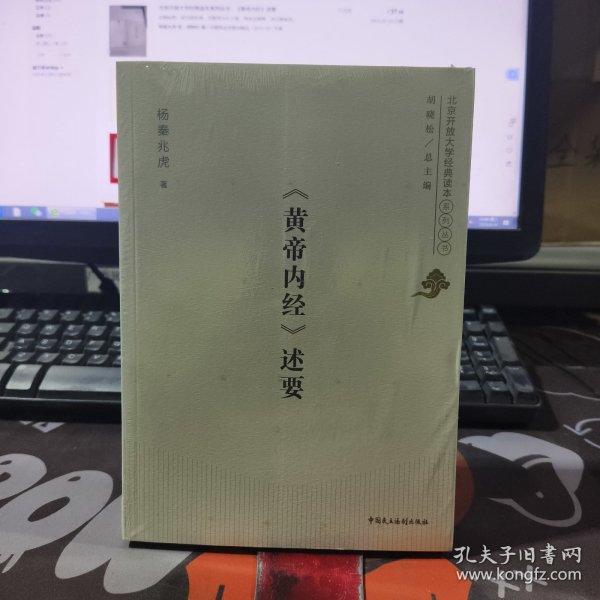 北京开放大学经典读本系列丛书
胡晓松/总主编
《黄帝内经》述要
杨秦兆虎 著
中国民主法制出版社
孔夫子旧书网
www.kongfz.com